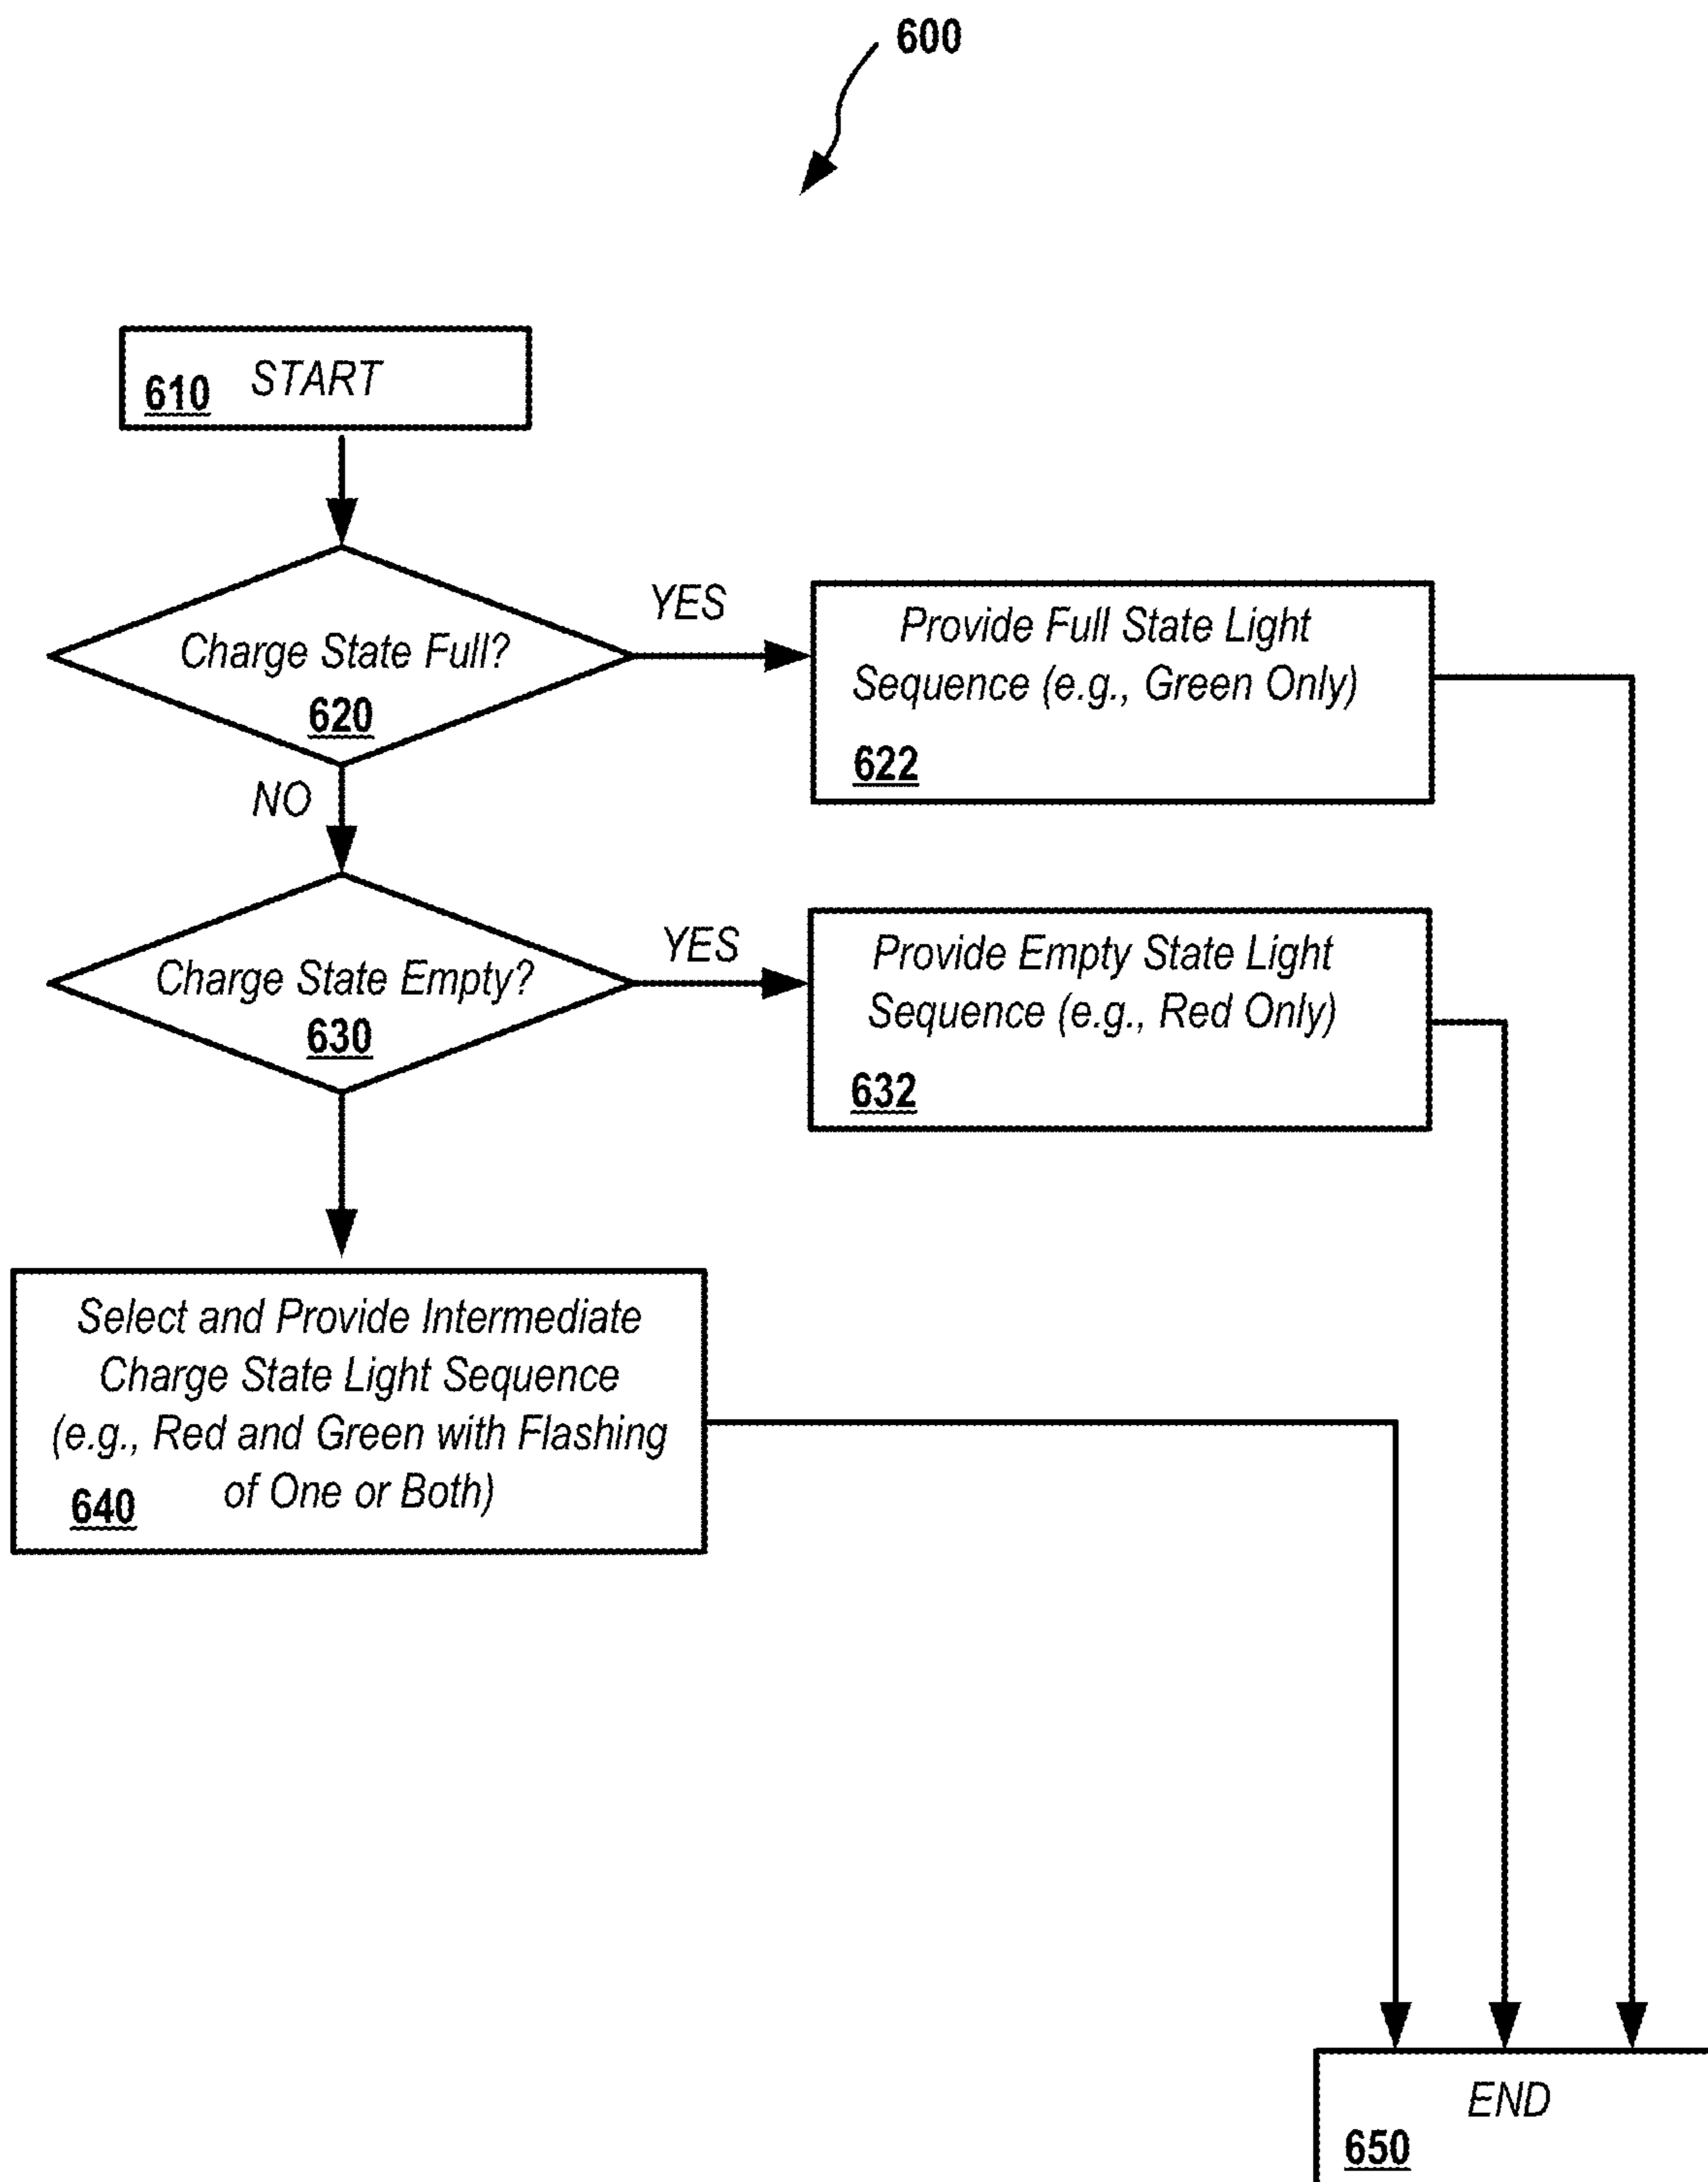 600
START
610
Charge State Full?
620
YES
Provide Full State Light
Sequence (e.g., Green Only)
622
NO
Charge State Empty?
630
YES
Provide Empty State Light
Sequence (e.g., Red Only)
632
Select and Provide Intermediate
Charge State Light Sequence
(e.g., Red and Green with Flashing
of One or Both)
640
END
650